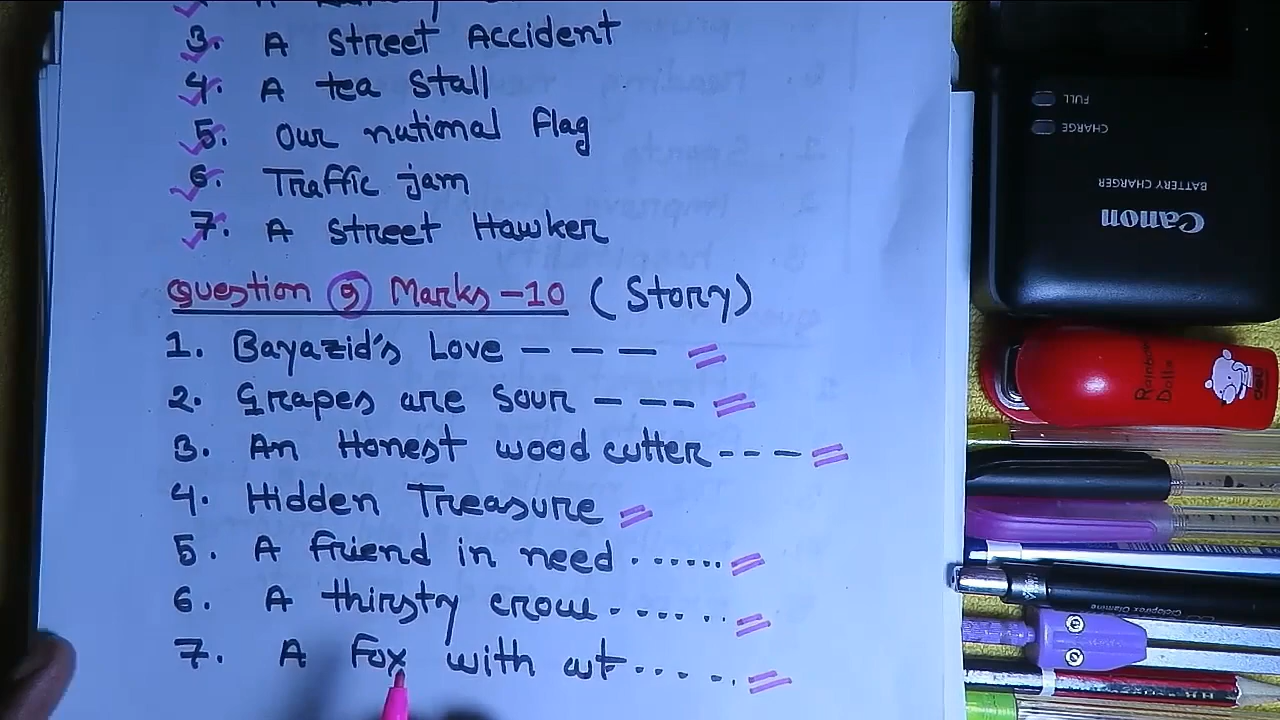 3. A Street Accident
4. A tea Stall
5. Our national Flag
6. Traffic jam
7. A Street Hawker
Question 9 Marks -10 (Story)
1. Bayazid's Love ---
2. Grapes are Sour ---
3. An Honest wood cutter ---
4. Hidden Treasure
5. A friend in need ......
6. A thirsty crow ......
7. A Fox with .....
FULL
CHARGE
BATTERY CHARGER
Canon
Rainbow
Dolls
deli